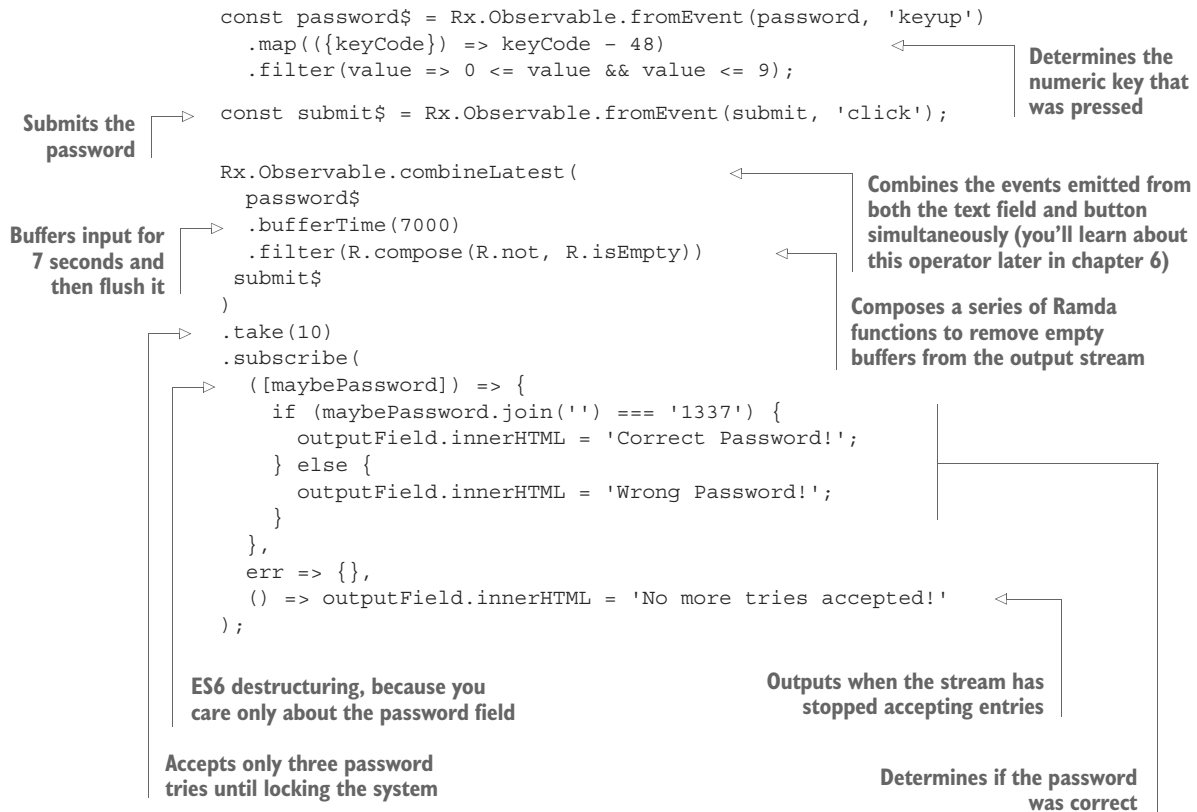 const password$ = Rx.Observable.fromEvent(password, 'keyup')
.map(({keyCode}) => keyCode – 48)
.filter(value => 0 <= value && value <= 9);
Determines the
numeric key that
was pressed
const submit$ = Rx.Observable.fromEvent(submit, 'click');
Submits the
password
Rx.Observable.combineLatest(
password$
.bufferTime(7000)
.filter(R.compose(R.not, R.isEmpty))
submit$
)
Combines the events emitted from
both the text field and button
simultaneously (you'll learn about
this operator later in chapter 6)
Buffers input for
7 seconds and
then flush it
Composes a series of Ramda
functions to remove empty
buffers from the output stream
.take(10)
.subscribe(
([maybePassword]) => {
if (maybePassword.join('') === '1337') {
outputField.innerHTML = 'Correct Password!';
} else {
outputField.innerHTML = 'Wrong Password!';
}
},
err => {},
() => outputField.innerHTML = 'No more tries accepted!'
);
ES6 destructuring, because you
care only about the password field
Outputs when the stream has
stopped accepting entries
Accepts only three password
tries until locking the system
Determines if the password
was correct